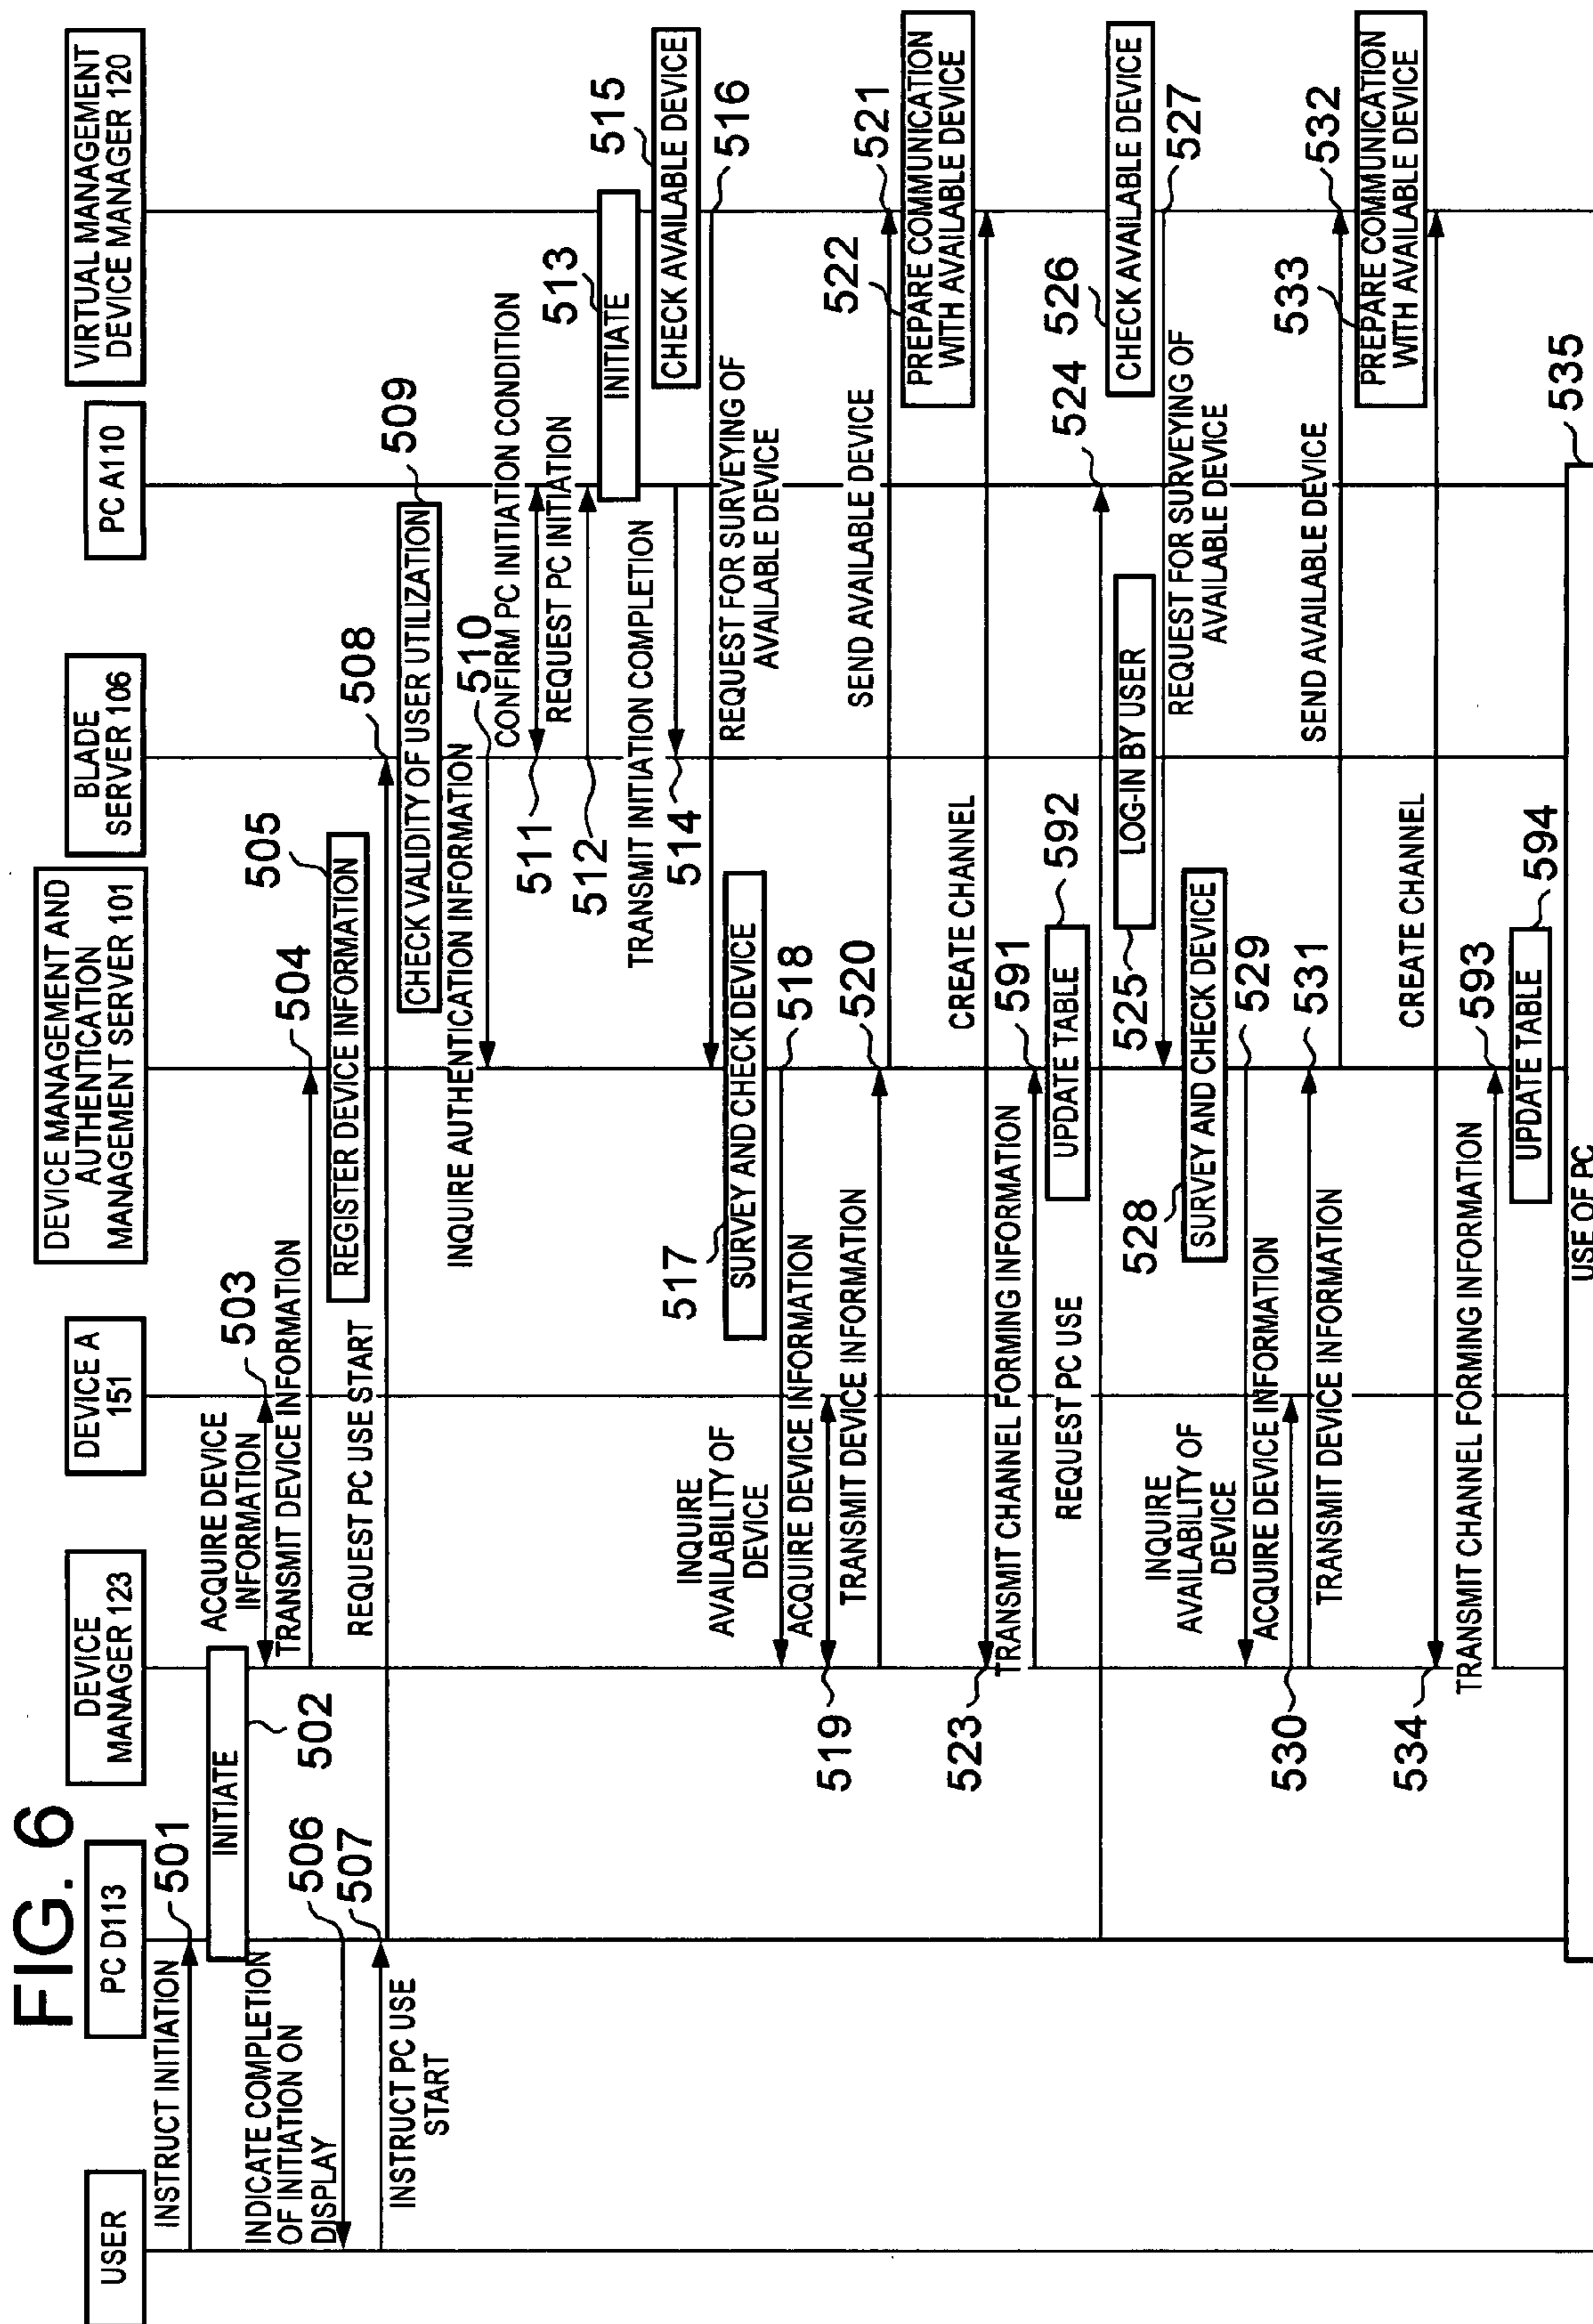 FIG. 6
USER
PC D113
DEVICE
MANAGER 123
DEVICE A
151
DEVICE MANAGEMENT AND
AUTHENTICATION
MANAGEMENT SERVER 101
BLADE
SERVER 106
PC A110
VIRTUAL MANAGEMENT
DEVICE MANAGER 120
INSTRUCT INITIATION
501
INITIATE
502
ACQUIRE DEVICE
INFORMATION
503
TRANSMIT DEVICE INFORMATION
504
REGISTER DEVICE INFORMATION
505
INDICATE COMPLETION
OF INITIATION ON
DISPLAY
506
INSTRUCT PC USE
START
507
REQUEST PC USE START
508
CHECK VALIDITY OF USER UTILIZATION
509
INQUIRE AUTHENTICATION INFORMATION
510
CONFIRM PC INITIATION CONDITION
511
REQUEST PC INITIATION
512
INITIATE
513
TRANSMIT INITIATION COMPLETION
514
CHECK AVAILABLE DEVICE
515
516
REQUEST FOR SURVEYING OF
AVAILABLE DEVICE
SURVEY AND CHECK DEVICE
517
INQUIRE
AVAILABILITY OF
DEVICE
518
ACQUIRE DEVICE INFORMATION
519
TRANSMIT DEVICE INFORMATION
520
SEND AVAILABLE DEVICE
521
PREPARE COMMUNICATION
WITH AVAILABLE DEVICE
522
CREATE CHANNEL
523
TRANSMIT CHANNEL FORMING INFORMATION
591
UPDATE TABLE
592
REQUEST PC USE
524
LOG-IN BY USER
525
CHECK AVAILABLE DEVICE
526
527
REQUEST FOR SURVEYING OF
AVAILABLE DEVICE
SURVEY AND CHECK DEVICE
528
INQUIRE
AVAILABILITY OF
DEVICE
529
ACQUIRE DEVICE INFORMATION
530
TRANSMIT DEVICE INFORMATION
531
SEND AVAILABLE DEVICE
532
PREPARE COMMUNICATION
WITH AVAILABLE DEVICE
533
CREATE CHANNEL
534
TRANSMIT CHANNEL FORMING INFORMATION
593
UPDATE TABLE
594
USE OF PC
535